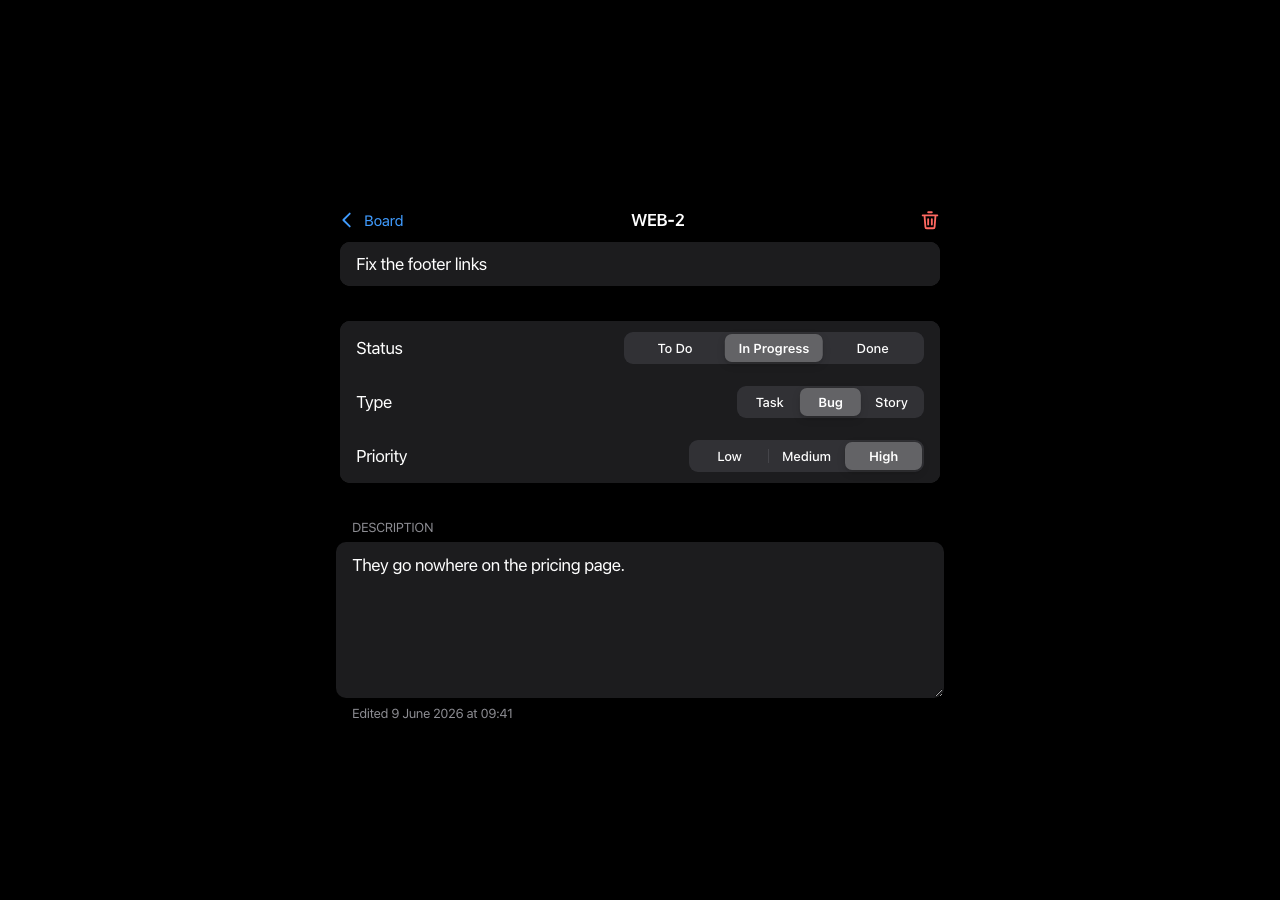 Board
WEB-2
Fix the footer links
Status To Do In Progress Done
Type Task Bug Story
Priority Low Medium High
DESCRIPTION
They go nowhere on the pricing page.
Edited 9 June 2026 at 09:41